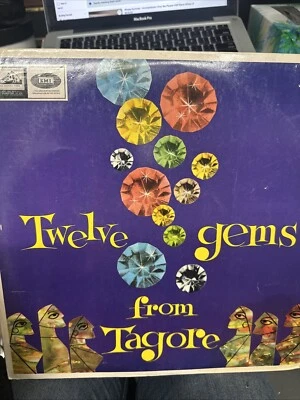 MacBook Pro
EMI
Twelve gems
from
Tagore